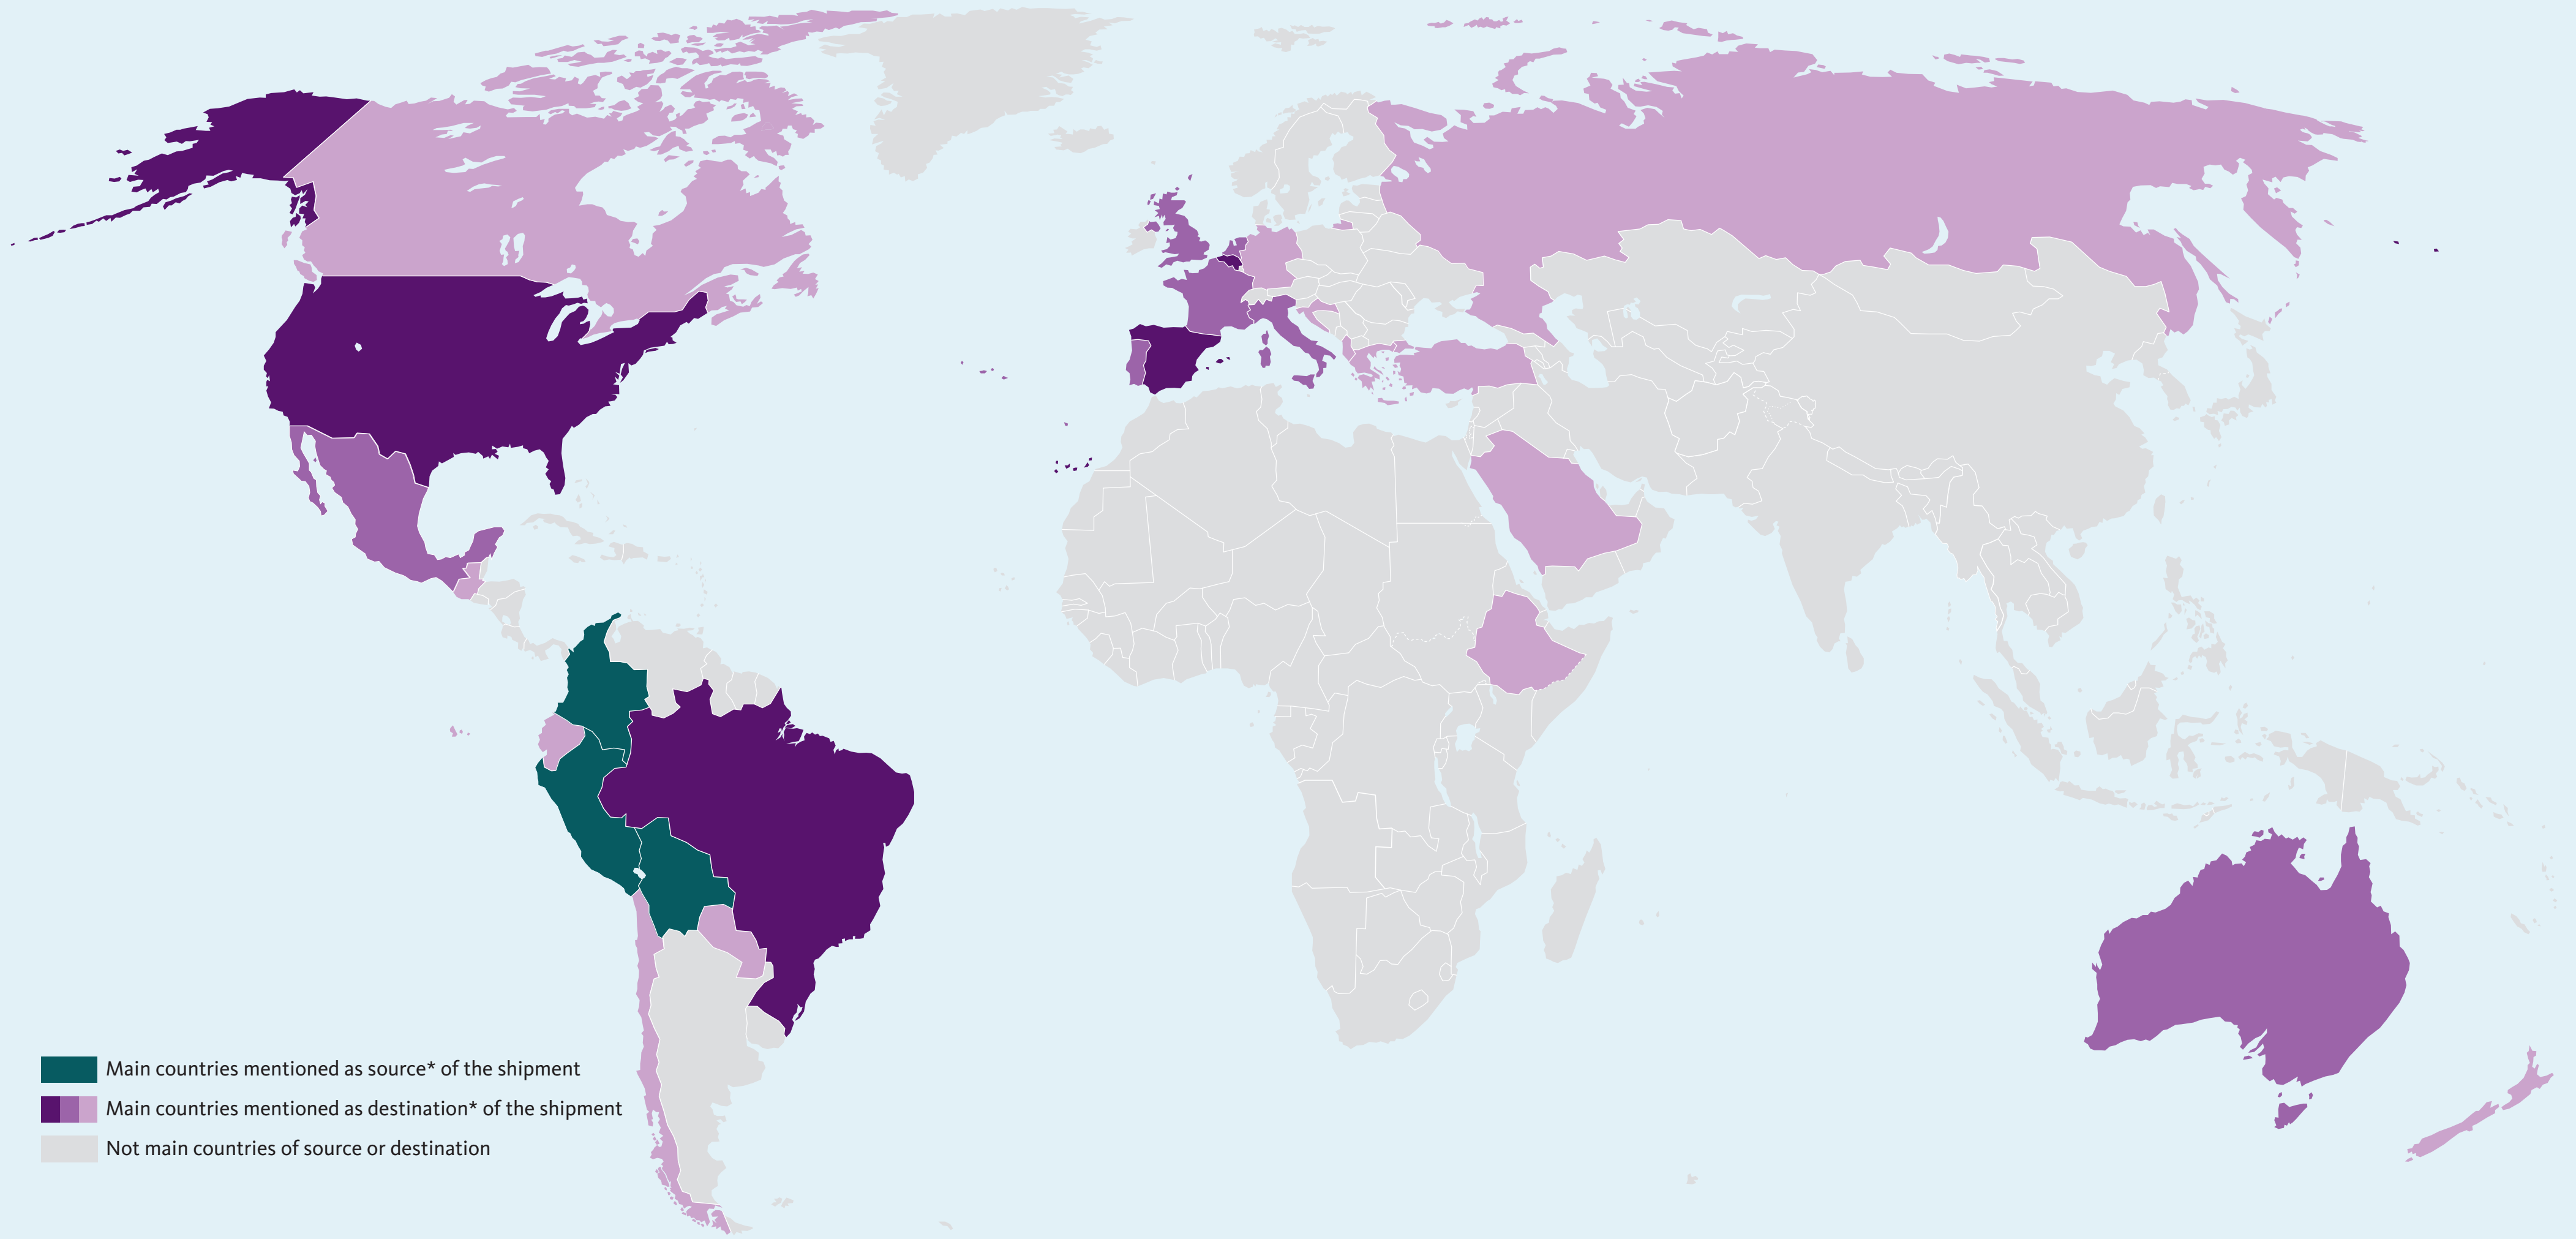 Main countries mentioned as source* of the shipment
Main countries mentioned as destination* of the shipment
Not main countries of source or destination